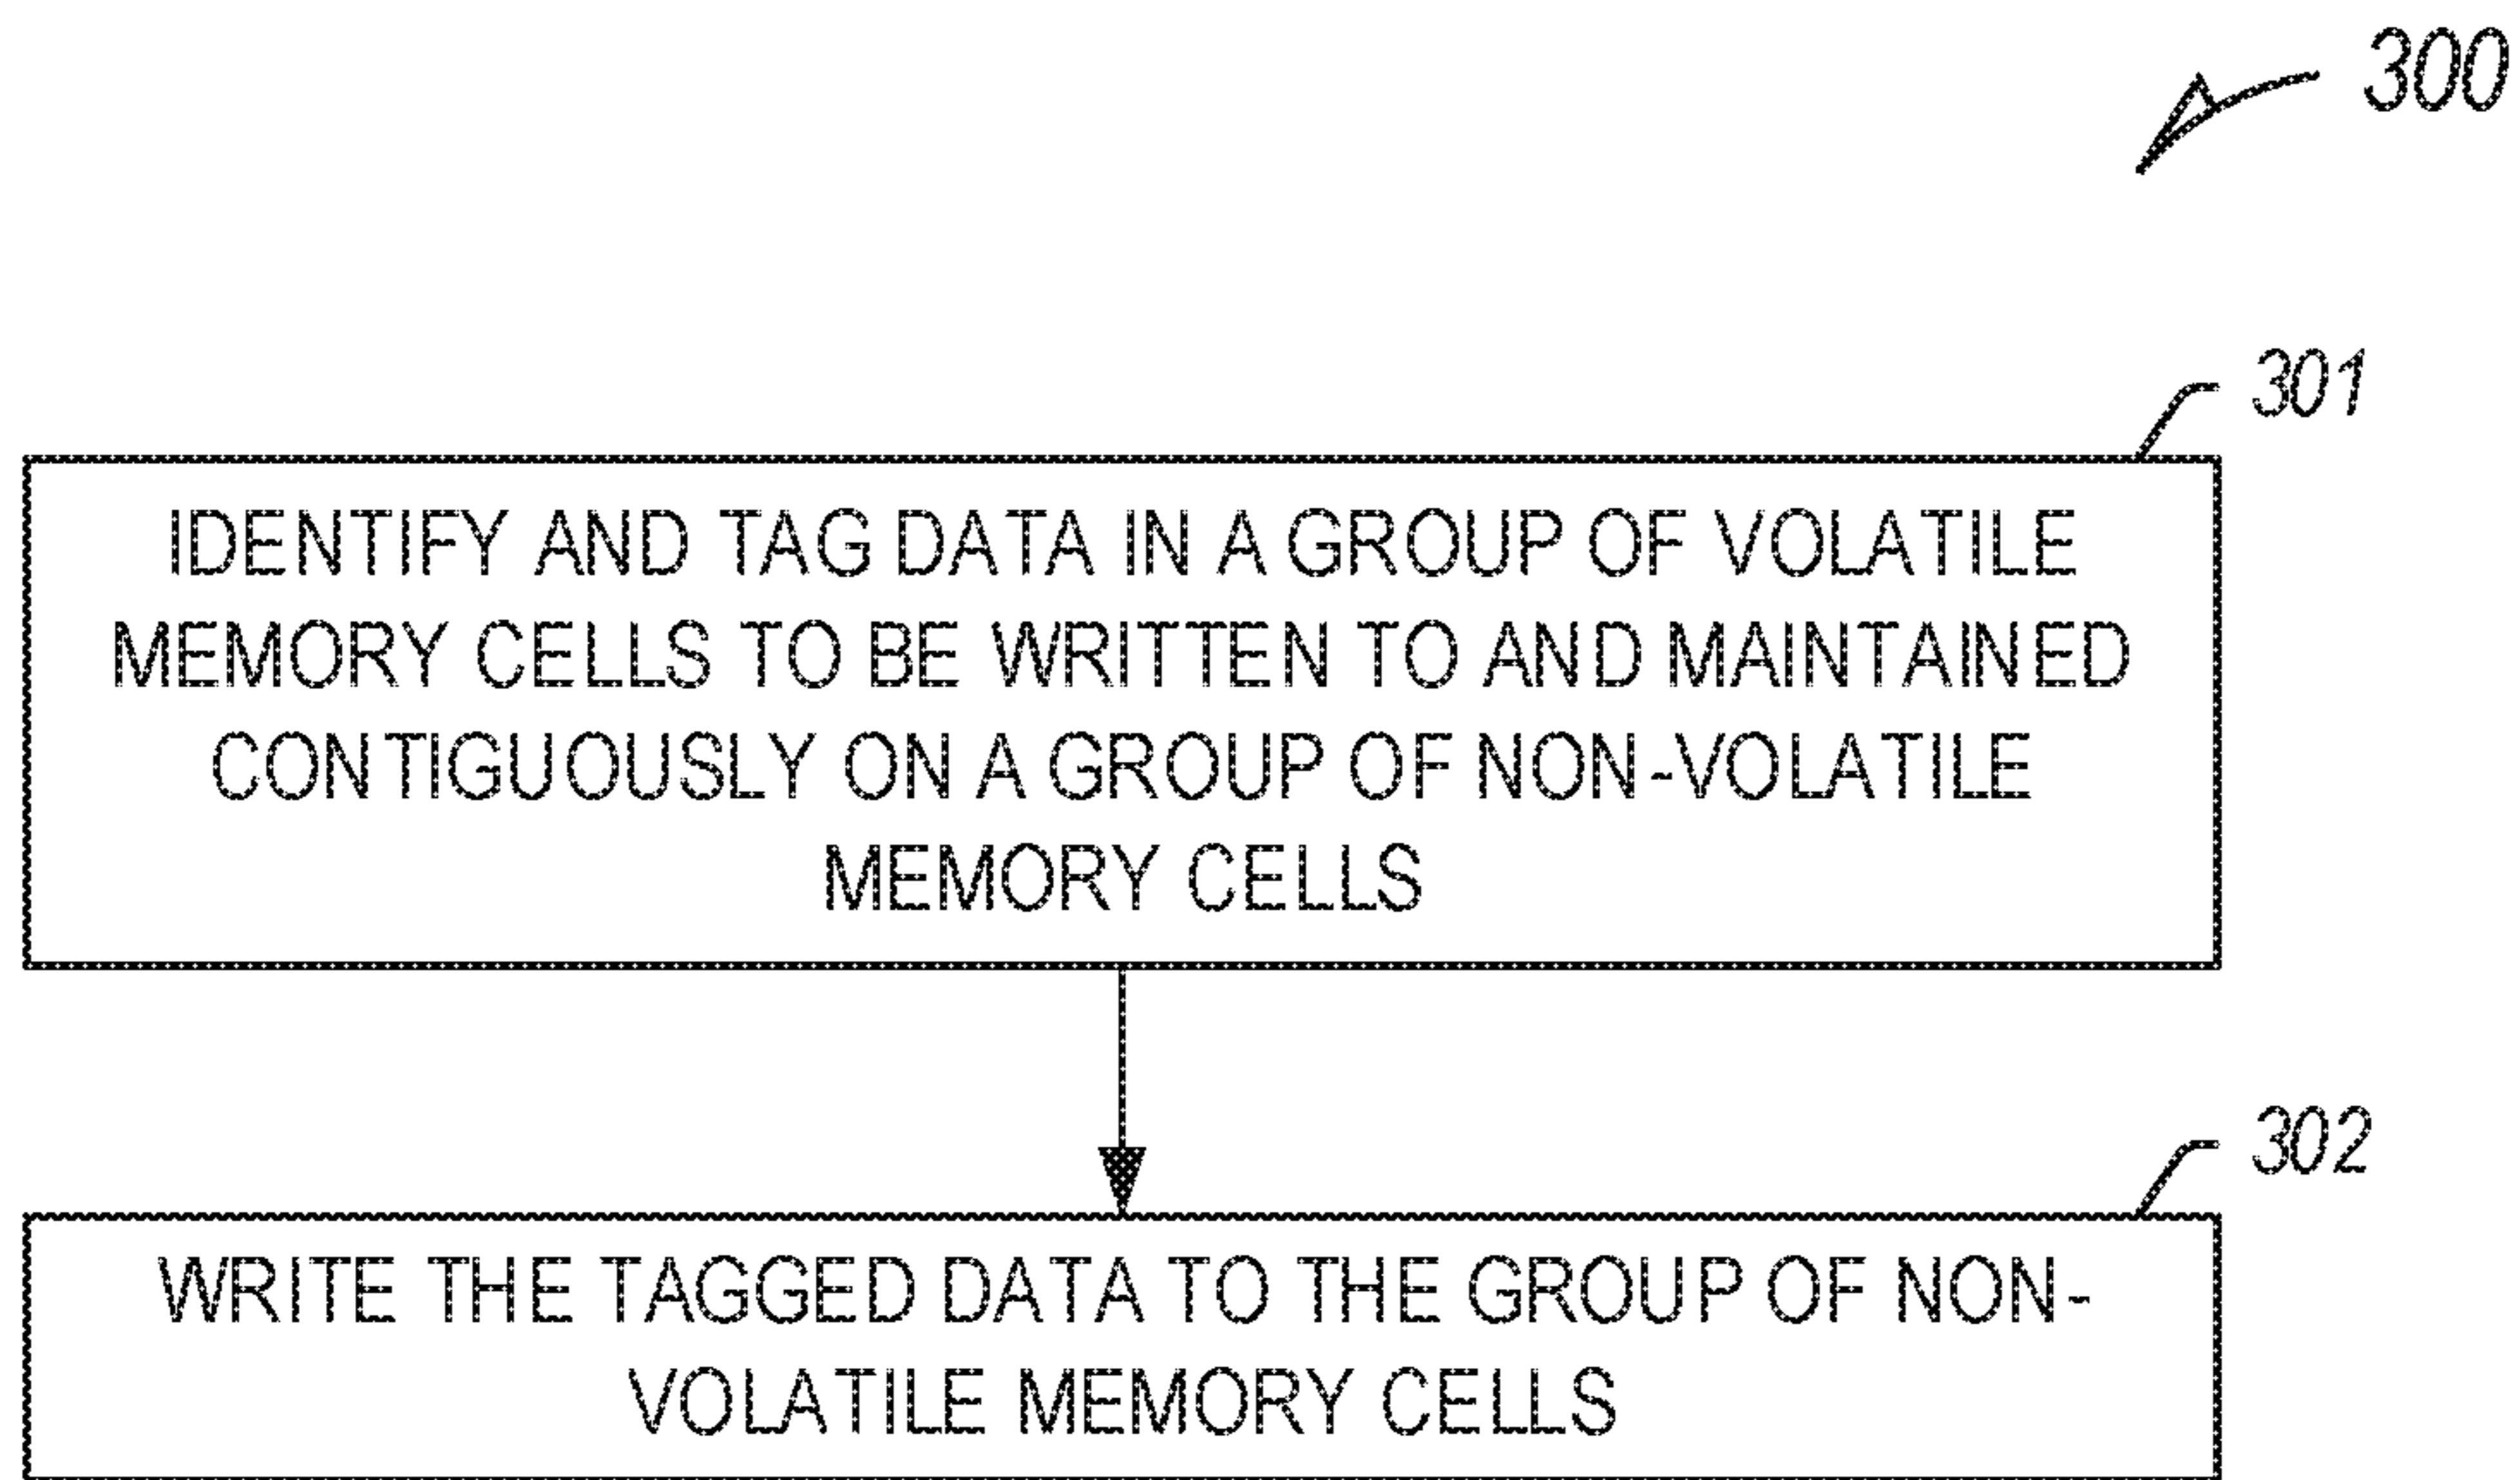 300
301
IDENTIFY AND TAG DATA IN A GROUP OF VOLATILE
MEMORY CELLS TO BE WRITTEN TO AND MAINTAINED
CONTIGUOUSLY ON A GROUP OF NON-VOLATILE
MEMORY CELLS
302
WRITE THE TAGGED DATA TO THE GROUP OF NON-
VOLATILE MEMORY CELLS